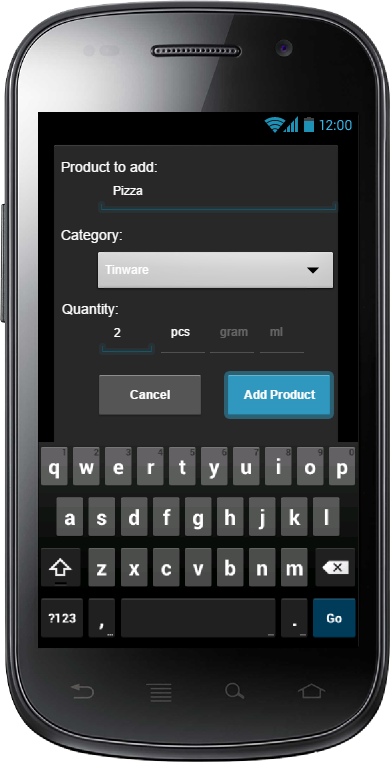 12:00
Product to add:
Pizza
Category:
Tinware
Quantity:
2 pcs gram ml
Cancel Add Product
1 2 3 4 5 6 7 8 9 0
q w e r t y u i o p
a s d f g h j k l
z x c v b n m
?123 , ... ... . ... Go